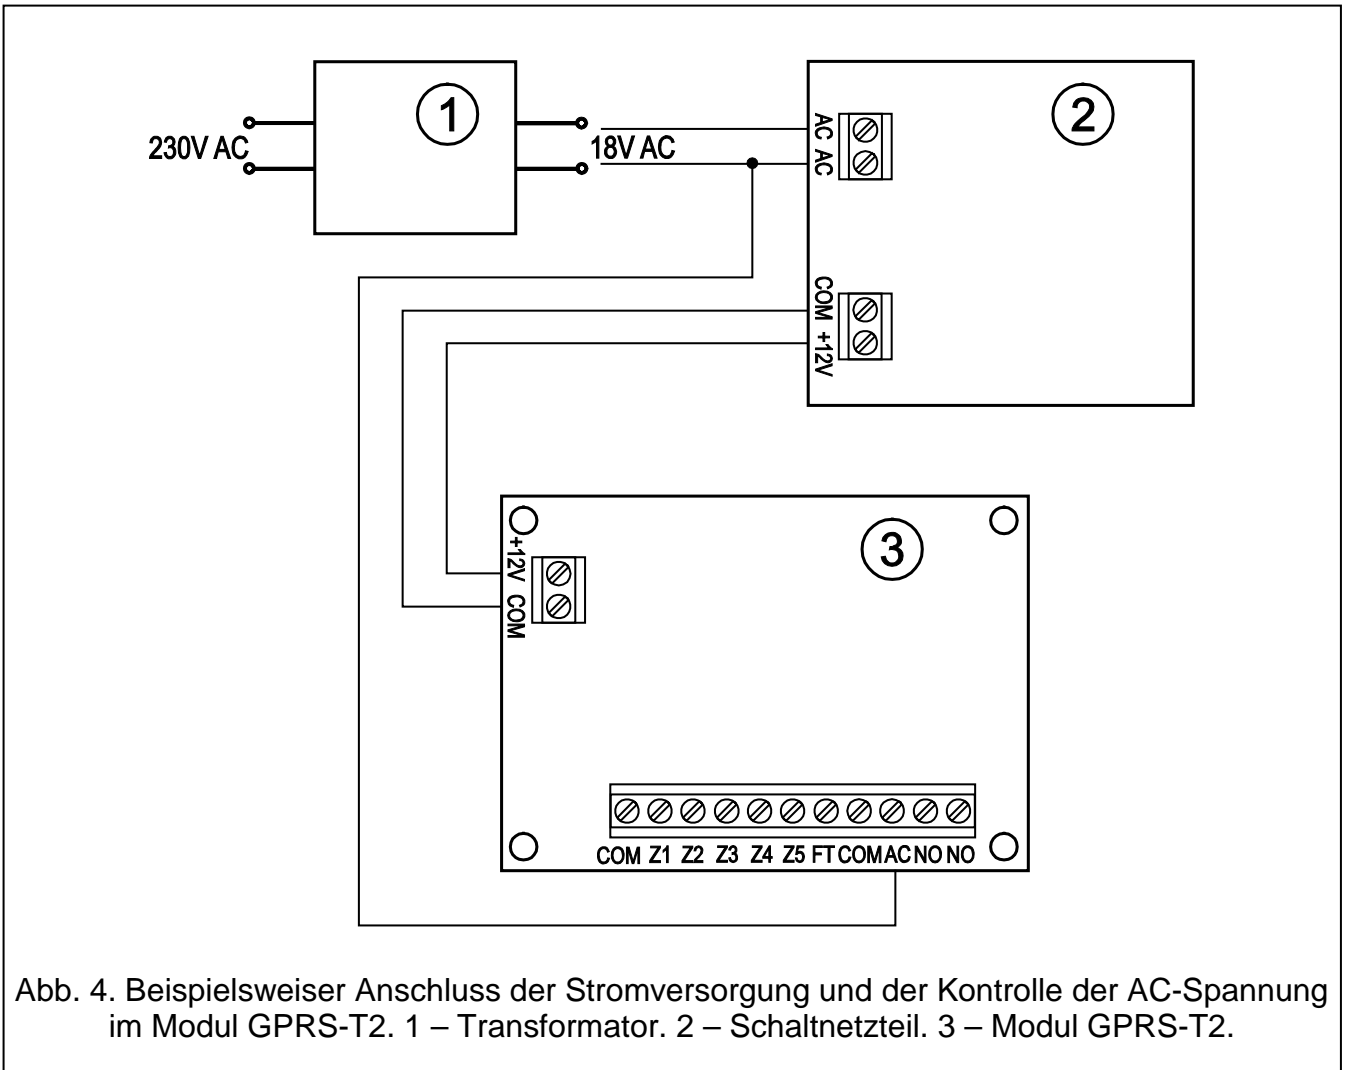 1
2
230V AC
18V AC
AC
AC
COM
+12V
3
+12V
COM
COM Z1 Z2 Z3 Z4 Z5 FT COM AC NO NO
Abb. 4. Beispielsweiser Anschluss der Stromversorgung und der Kontrolle der AC-Spannung
im Modul GPRS-T2. 1 – Transformator. 2 – Schaltnetzteil. 3 – Modul GPRS-T2.